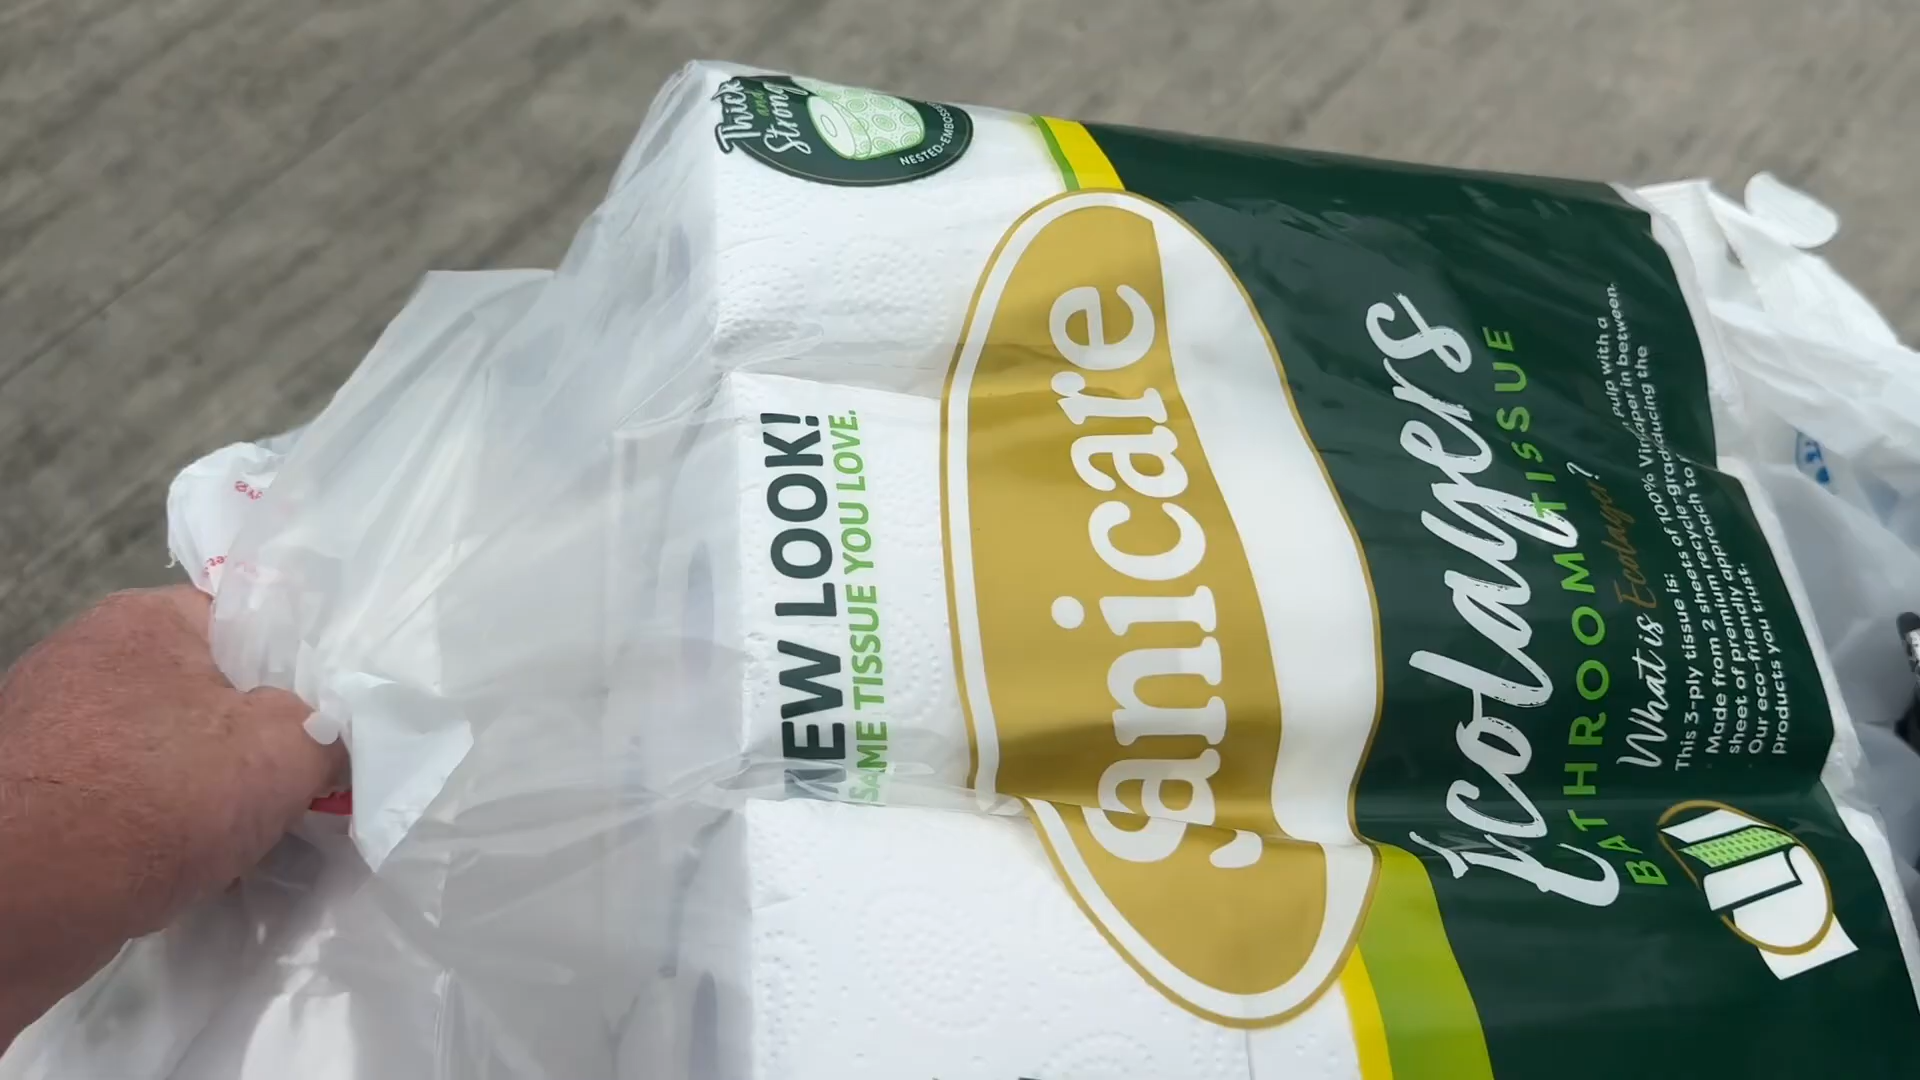 Thick
and
Strong
NESTED-EMBOSSED
NEW LOOK!
SAME TISSUE YOU LOVE.
Sanicare
Ecolayers
BATHROOM TISSUE
What is Ecolayers?
This 3-ply tissue is:
Made from 2 sheets of 100% Virgin pulp with a
sheet of premium recycle-grade paper in between.
Our eco-friendly approach to reducing the
products you trust.